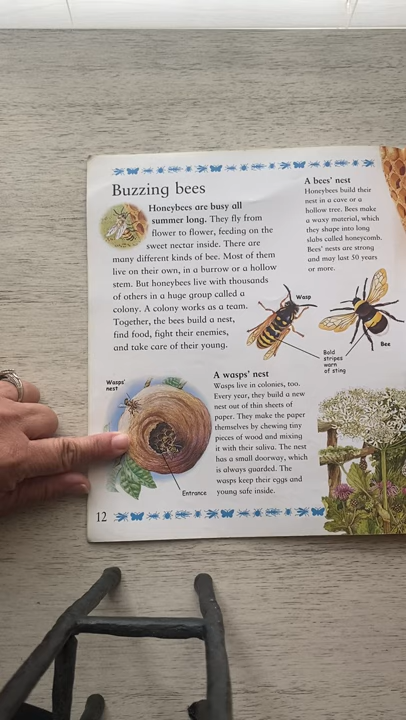 Buzzing bees
Honeybees are busy all
summer long. They fly from
flower to flower, feeding on the
sweet nectar inside. There are
many different kinds of bee. Most of them
live on their own, in a burrow or a hollow
stem. But honeybees live with thousands
of others in a huge group called a
colony. A colony works as a team.
Together, the bees build a nest,
find food, fight their enemies,
and take care of their young.
A bees' nest
Honeybees build their
nest in a cave or a
hollow tree. Bees make
a waxy material, which
they shape into long
slabs called honeycomb.
Bees' nests are strong
and may last 50 years
or more.
Wasp
Bee
Bold
stripes
warn
of sting
Wasps'
nest
Entrance
A wasps' nest
Wasps live in colonies, too.
Every year, they build a new
nest out of thin sheets of
paper. They make the paper
themselves by chewing tiny
pieces of wood and mixing
it with their saliva. The nest
has a small doorway, which
is always guarded. The
wasps keep their eggs and
young safe inside.
12